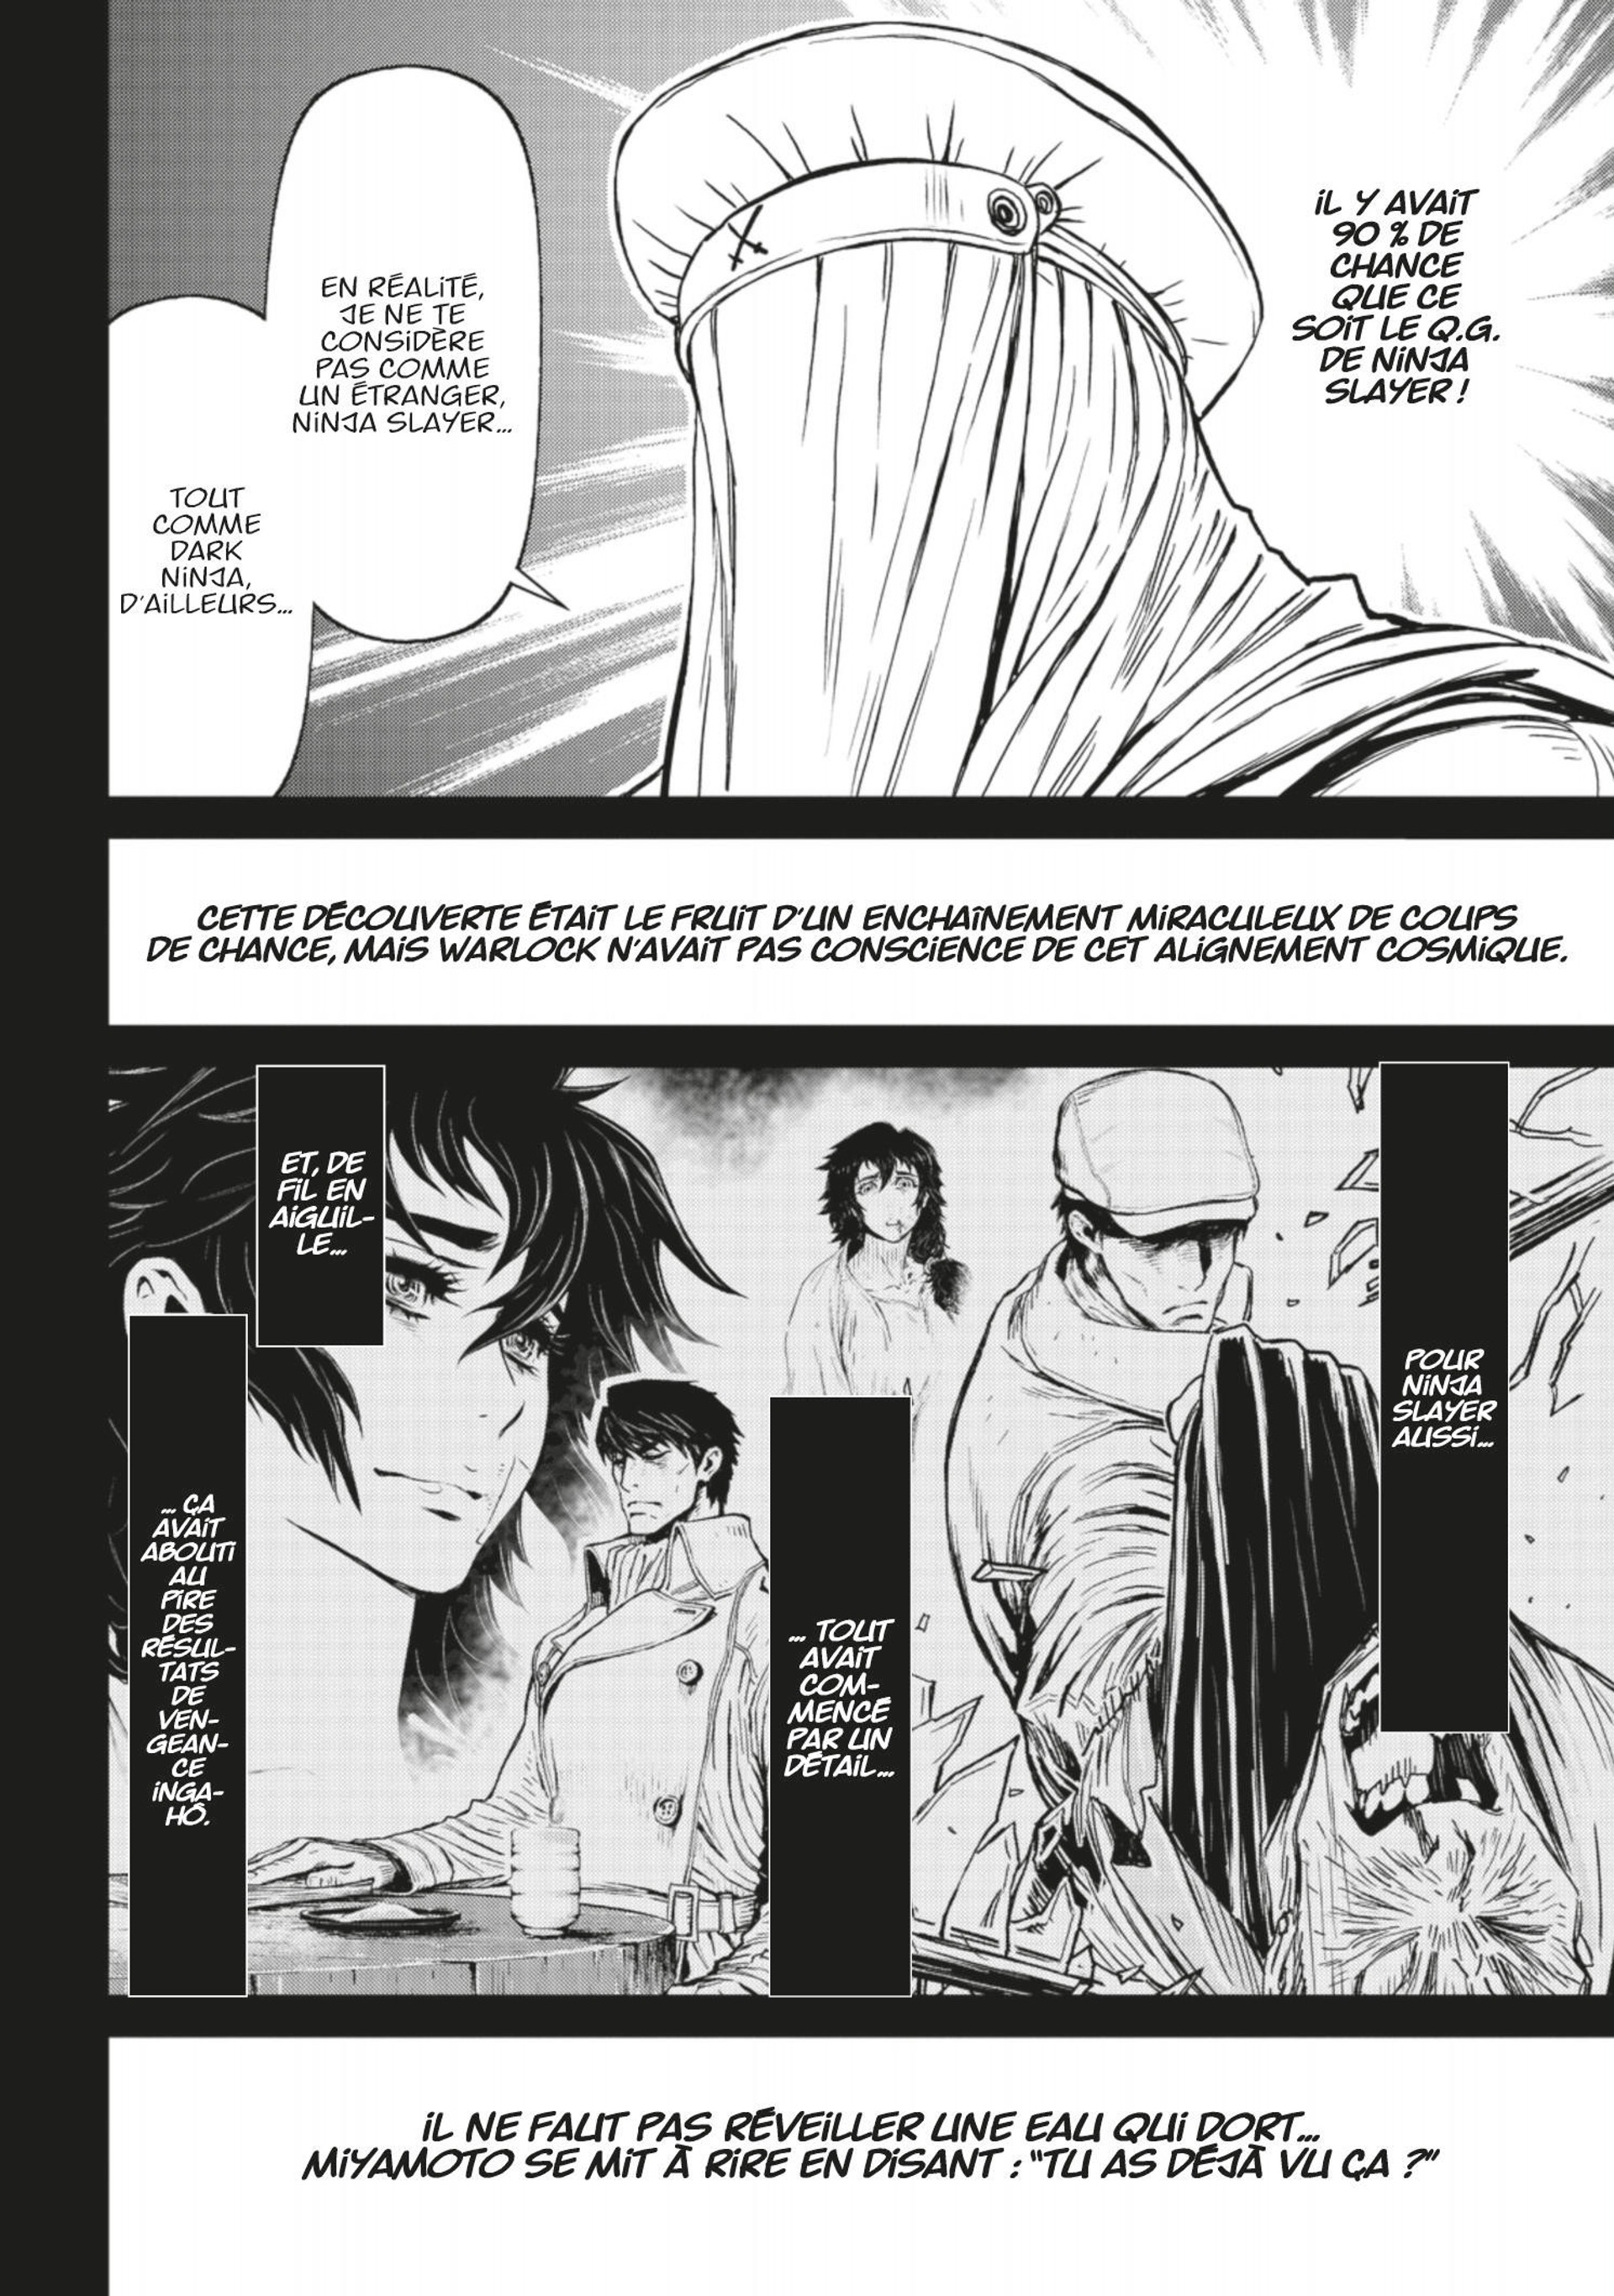 iL Y AVAiT
90 % DE
CHANCE
QUE CE
SOiT LE Q.G.
DE NiNJA
SLAYER !
EN RÉALiTÉ,
JE NE TE
CONSiDÈRE
PAS COMME
UN ÉTRANGER,
NiNJA SLAYER...
TOUT
COMME
DARK
NiNJA,
D'AiLLEURS...
CETTE DÉCOUVERTE ÉTAiT LE FRUiT D'UN ENCHAîNEMENT MiRACULEUX DE COUPS
DE CHANCE, MAiS WARLOCK N'AVAiT PAS CONSCiENCE DE CET ALiGNEMENT COSMiQUE.
POUR
NiNJA
SLAYER
AUSSi...
... TOUT
AVAiT
COM-
MENCÉ
PAR UN
DÉTAiL...
ET, DE
FiL EN
AiGUiL-
LE...
... ÇA
AVAiT
ABOUTi
AU
PiRE
DES
RÉSUL-
TATS
DE
VEN-
GEAN-
CE
iNGA-
HÔ.
iL NE FAUT PAS RÉVEiLLER UNE EAU QUi DORT...
MiYAMOTO SE MiT À RiRE EN DiSANT : "TU AS DÉJÀ VU ÇA ?"